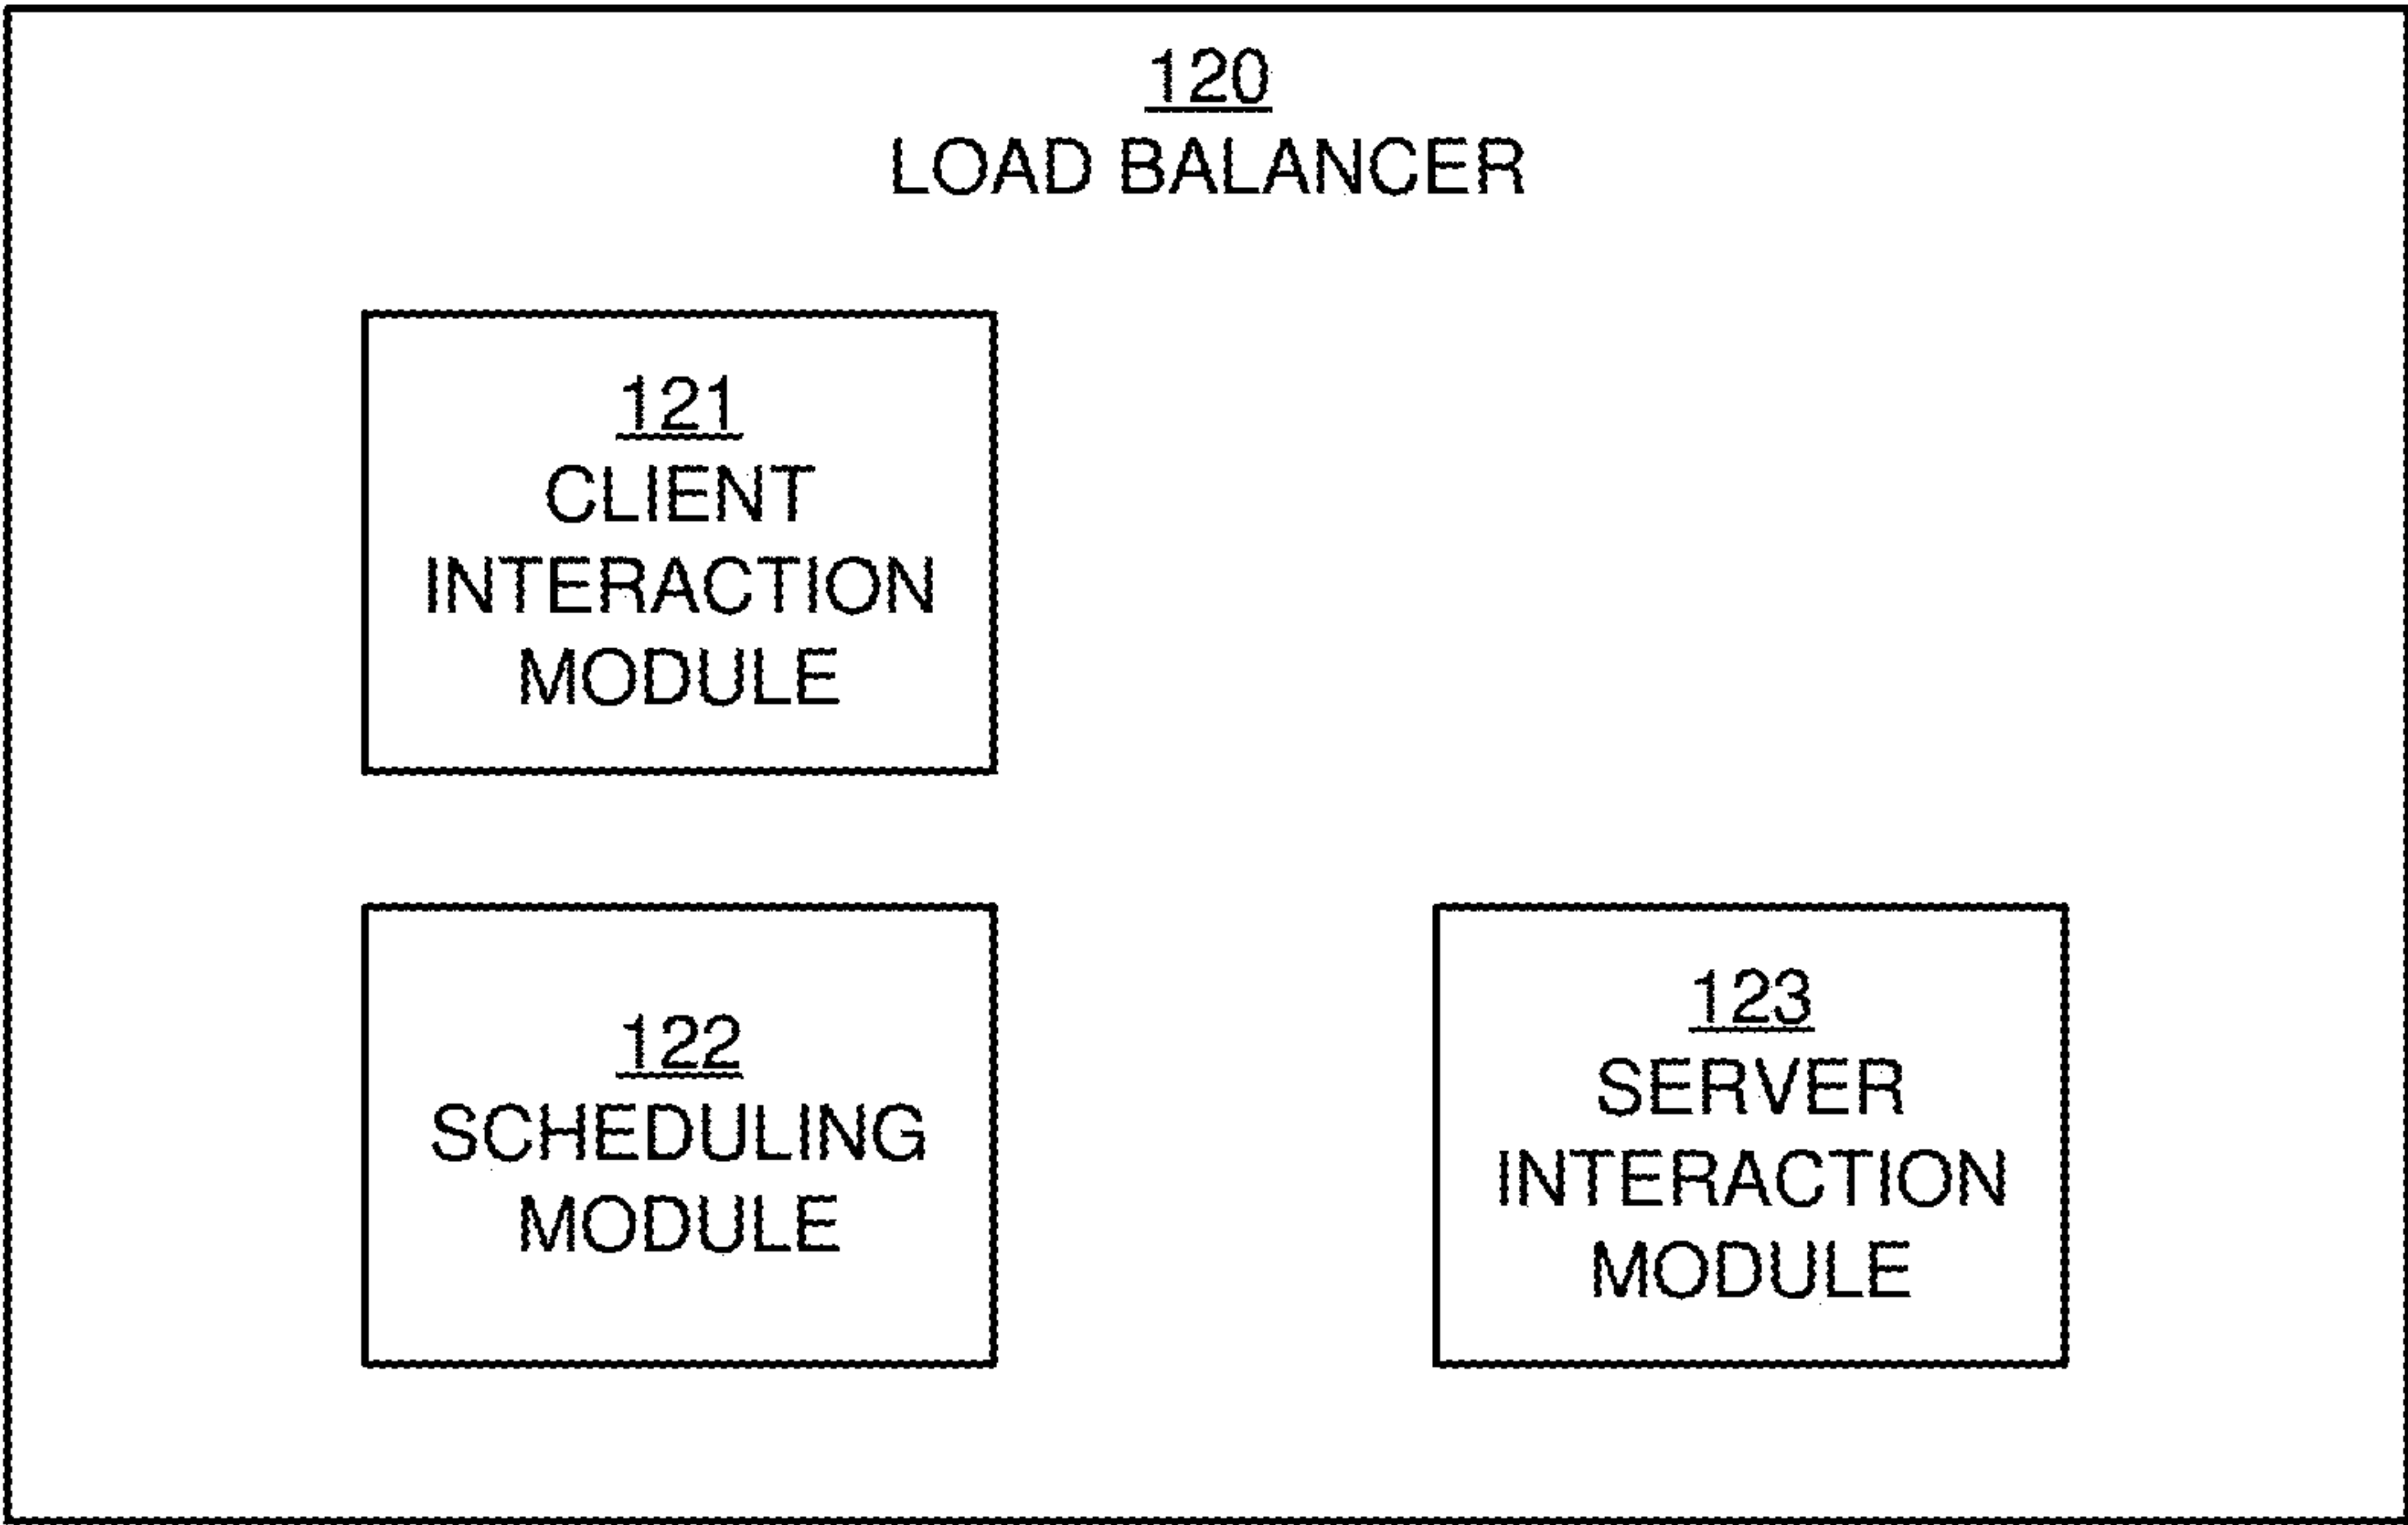 120
LOAD BALANCER
121
CLIENT
INTERACTION
MODULE
122
SCHEDULING
MODULE
123
SERVER
INTERACTION
MODULE